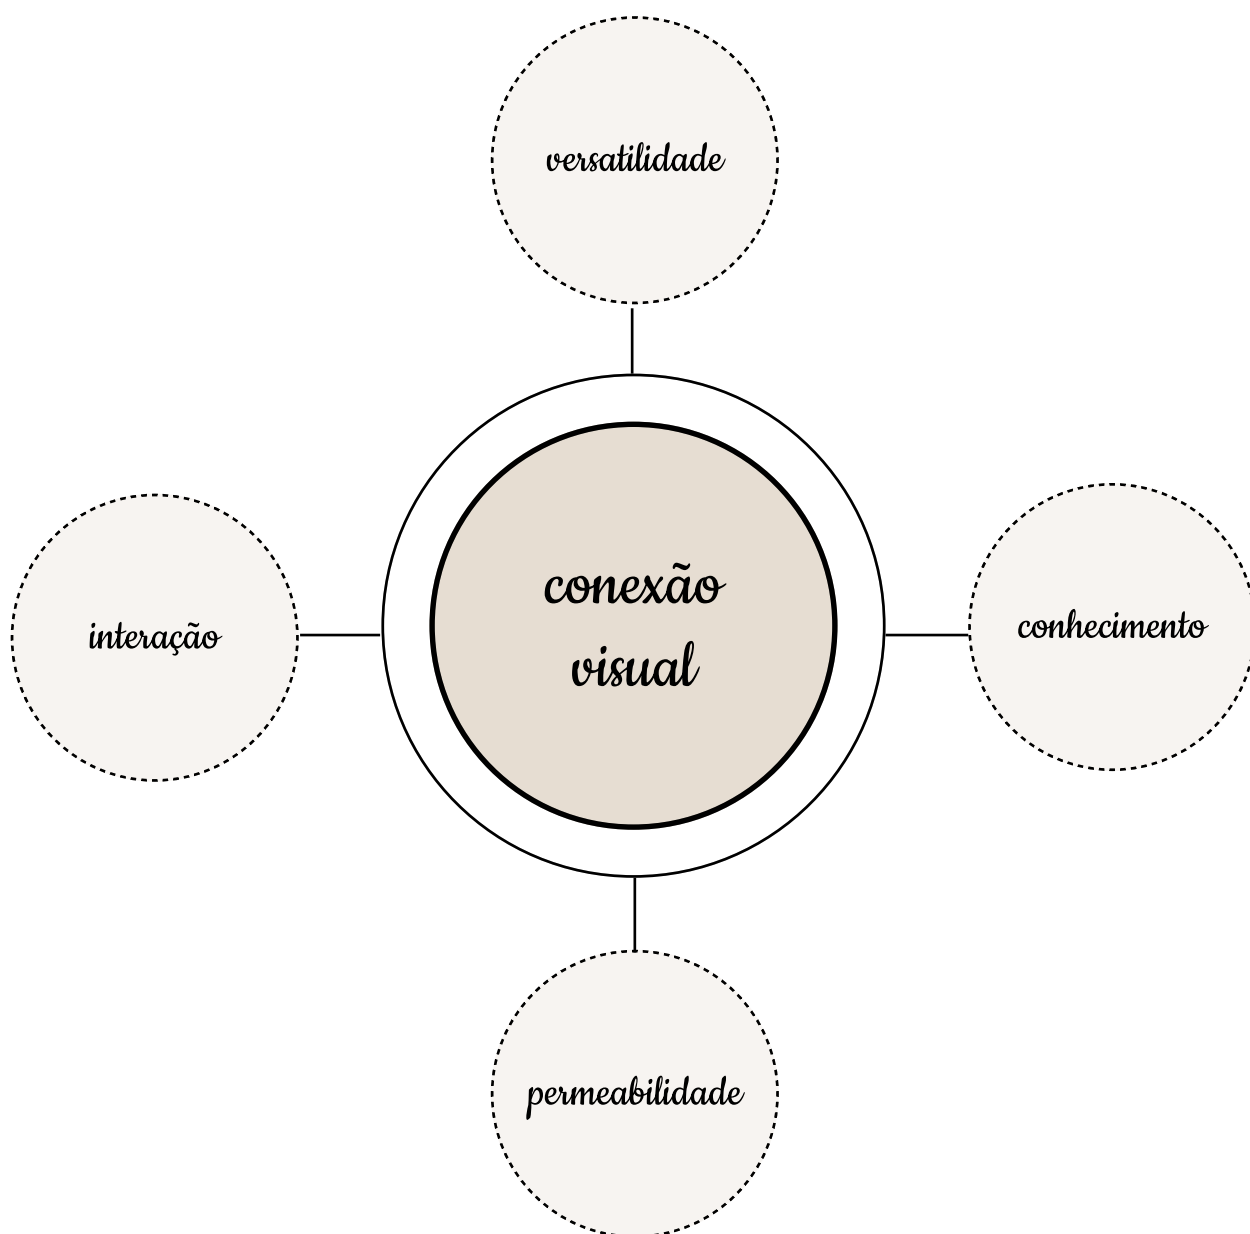 versatilidade
interação
conexão
visual
conhecimento
permeabilidade